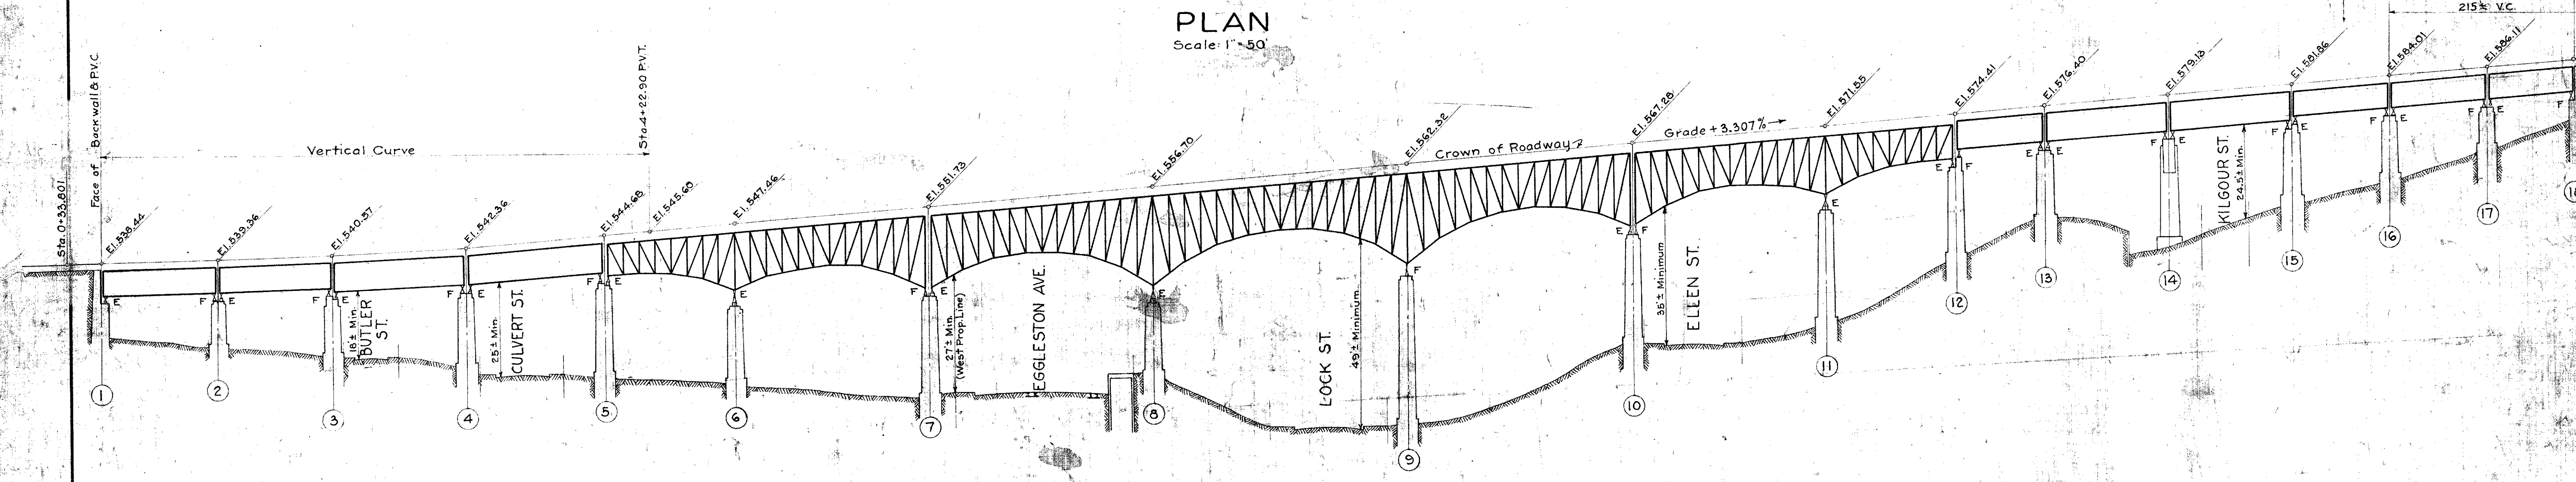 PLAN
Scale: 1"=50'
215± V.C.
Sta. 0+33.801
Face of Backwall & P.V.C.
Vertical Curve
Sta.4+22.90 P.V.T.
El.538.44
El.539.36
El.540.57
El.542.36
El.544.68
El.545.60
El.547.46
El.551.73
El.556.70
El.562.32
Crown of Roadway
El.567.28
Grade +3.307%
El.571.55
El.574.41
El.576.40
El.579.13
El.581.86
El.584.01
El.586.11
E
F E
F E
F E
F E
E
F E
E
F
E F
E
E F
E E
F E
F E
F E
F E
18'± Min.
BUTLER ST.
25'± Min.
CULVERT ST.
27'± Min.
(West Prop. Line)
EGGLESTON AVE.
LOCK ST.
49'± Minimum
35'± Minimum
ELLEN ST.
KILGOUR ST.
24.5'± Min.
1
2
3
4
5
6
7
8
9
10
11
12
13
14
15
16
17